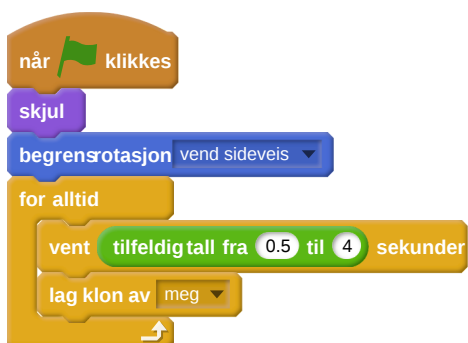 når klikkes
skjul
begrens rotasjon vend sideveis
for alltid
vent tilfeldig tall fra 0.5 til 4 sekunder
lag klon av meg